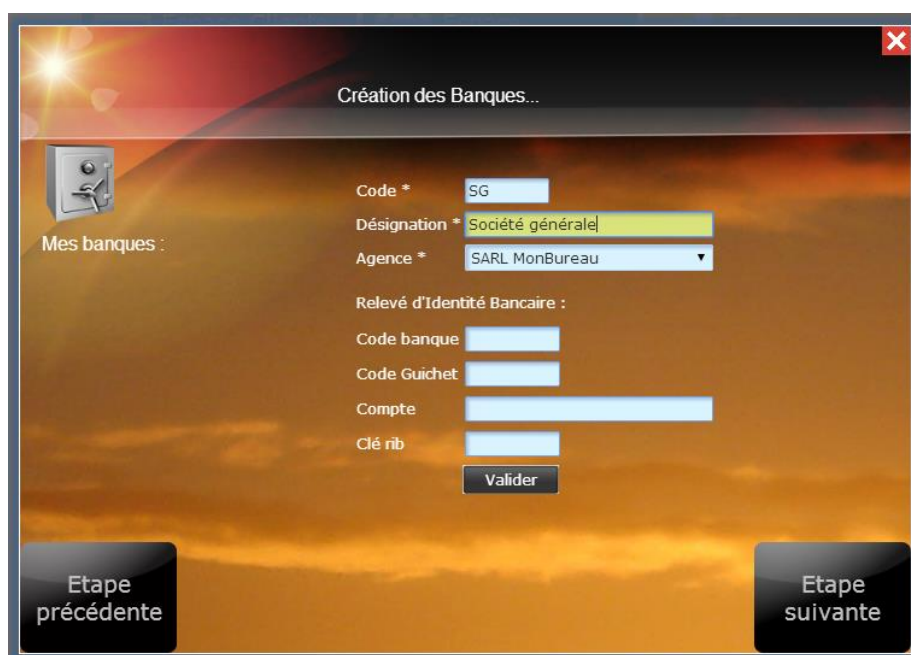 Création des Banques...
Mes banques :
Code * SG
Désignation * Société générale
Agence * SARL MonBureau
Relevé d'Identité Bancaire :
Code banque
Code Guichet
Compte
Clé rib
Valider
Etape
précédente
Etape
suivante